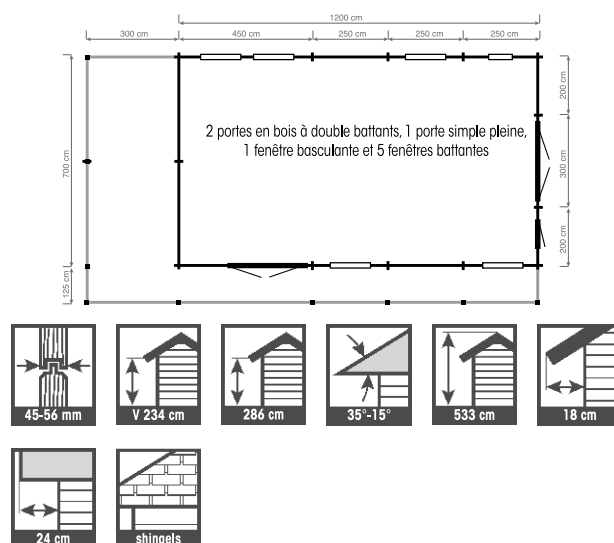 1200 cm
300 cm
450 cm
250 cm
250 cm
250 cm
200 cm
700 cm
2 portes en bois à double battants, 1 porte simple pleine,
1 fenêtre basculante et 5 fenêtres battantes
300 cm
200 cm
125 cm
45-56 mm
V 234 cm
286 cm
35°-15°
533 cm
18 cm
24 cm
shingels